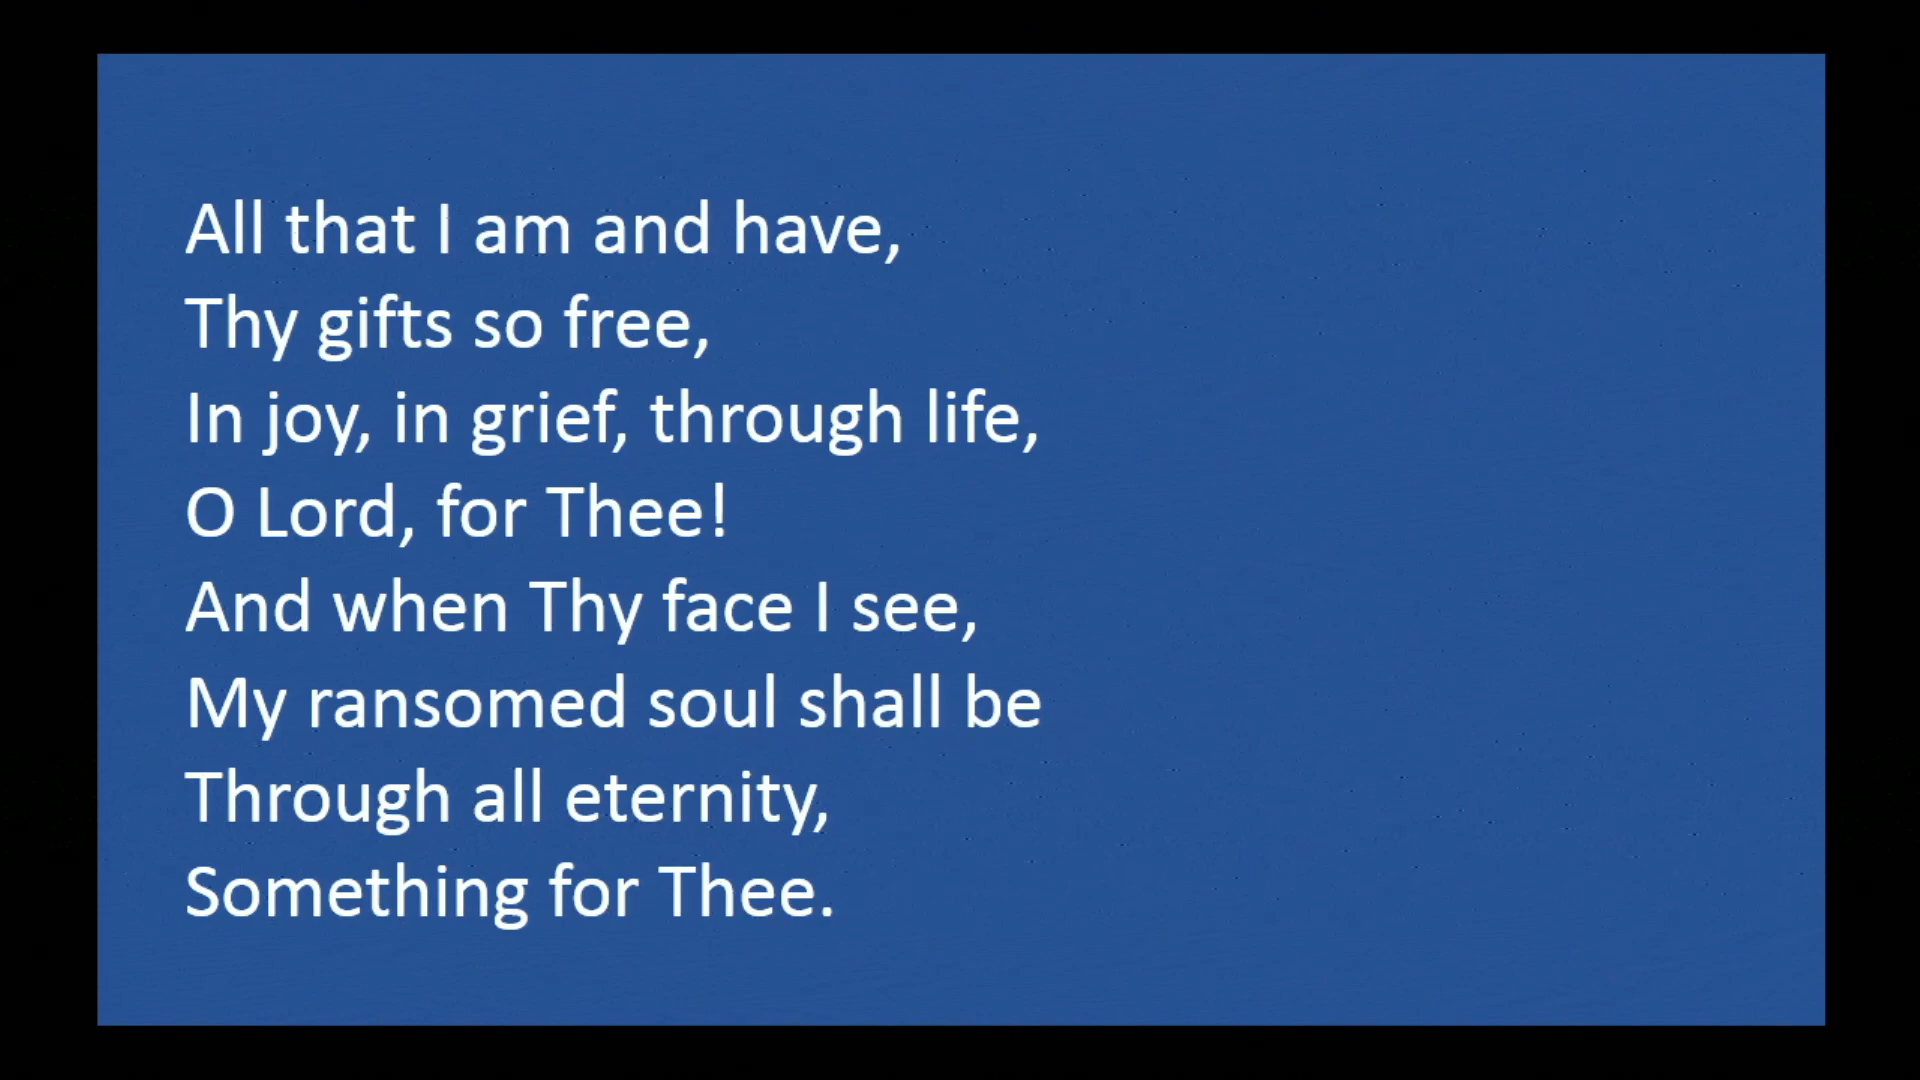 All that I am and have,
Thy gifts so free,
In joy, in grief, through life,
O Lord, for Thee!
And when Thy face I see,
My ransomed soul shall be
Through all eternity,
Something for Thee.